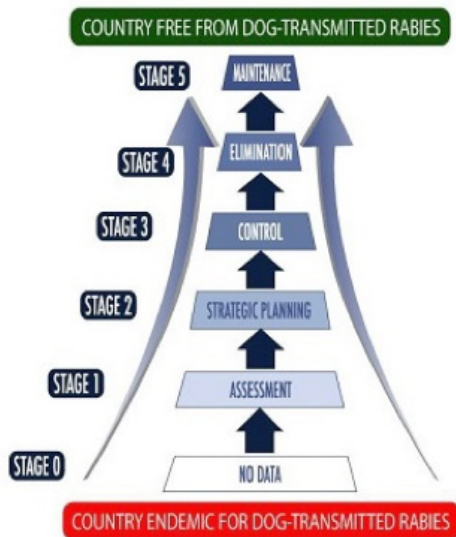 COUNTRY FREE FROM DOG-TRANSMITTED RABIES
STAGE 5
MAINTENANCE
STAGE 4
ELIMINATION
STAGE 3
CONTROL
STAGE 2
STRATEGIC PLANNING
STAGE 1
ASSESSMENT
STAGE 0
NO DATA
COUNTRY ENDEMIC FOR DOG-TRANSMITTED RABIES